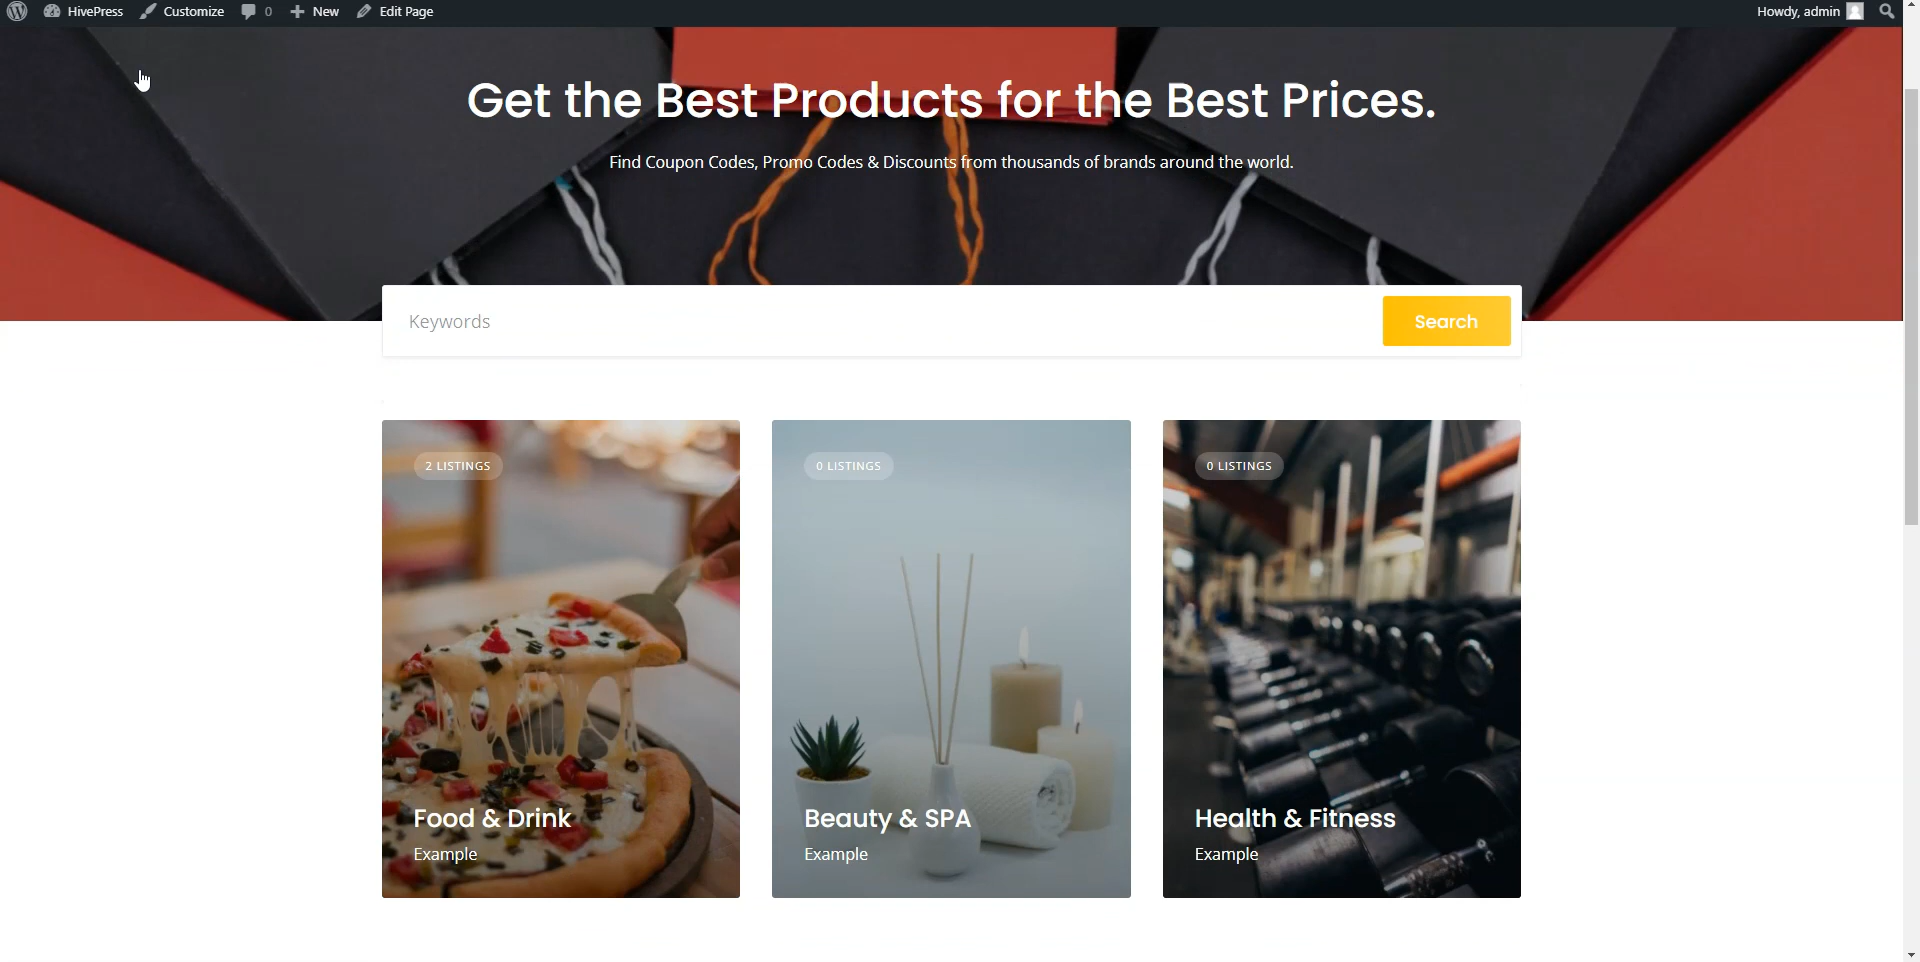 HivePress Customize 0 New Edit Page Howdy, admin
Get the Best Products for the Best Prices.
Find Coupon Codes, Promo Codes & Discounts from thousands of brands around the world.
Keywords Search
2 LISTINGS
0 LISTINGS
0 LISTINGS
Food & Drink
Example
Beauty & SPA
Example
Health & Fitness
Example